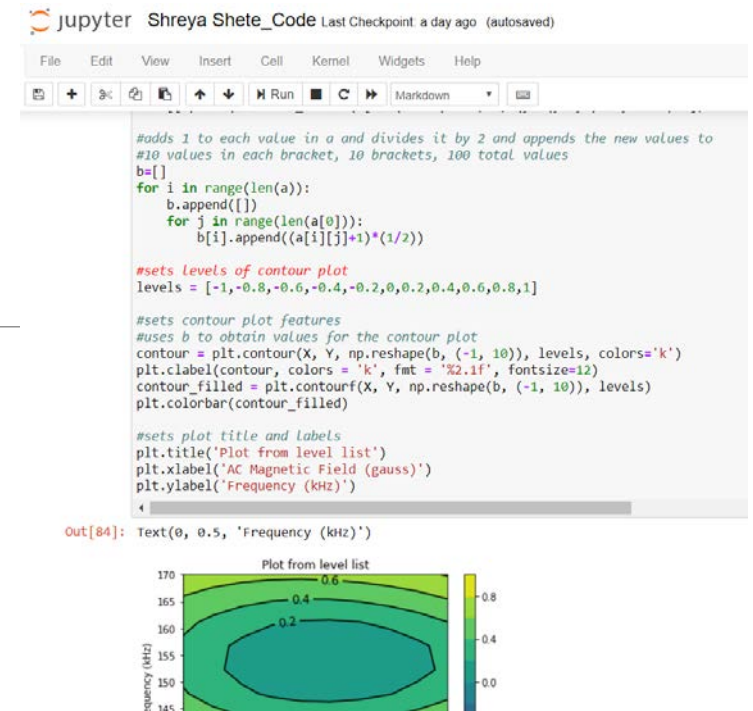 jupyter Shreya Shete_Code Last Checkpoint: a day ago (autosaved)
File Edit View Insert Cell Kernel Widgets Help
Run Markdown
#adds 1 to each value in a and divides it by 2 and appends the new values to
#10 values in each bracket, 10 brackets, 100 total values
b=[]
for i in range(len(a)):
    b.append([])
    for j in range(len(a[0])):
        b[i].append((a[i][j]+1)*(1/2))
#sets levels of contour plot
levels = [-1,-0.8,-0.6,-0.4,-0.2,0,0.2,0.4,0.6,0.8,1]
#sets contour plot features
#uses b to obtain values for the contour plot
contour = plt.contour(X, Y, np.reshape(b, (-1, 10)), levels, colors='k')
plt.clabel(contour, colors = 'k', fmt = '%2.1f', fontsize=12)
contour_filled = plt.contourf(X, Y, np.reshape(b, (-1, 10)), levels)
plt.colorbar(contour_filled)
#sets plot title and labels
plt.title('Plot from level list')
plt.xlabel('AC Magnetic Field (gauss)')
plt.ylabel('Frequency (kHz)')
Out[84]: Text(0, 0.5, 'Frequency (kHz)')
Plot from level list
170
0.6
0.8
165
0.4
160
0.2
0.4
155
150
0.0
145
(kHz)